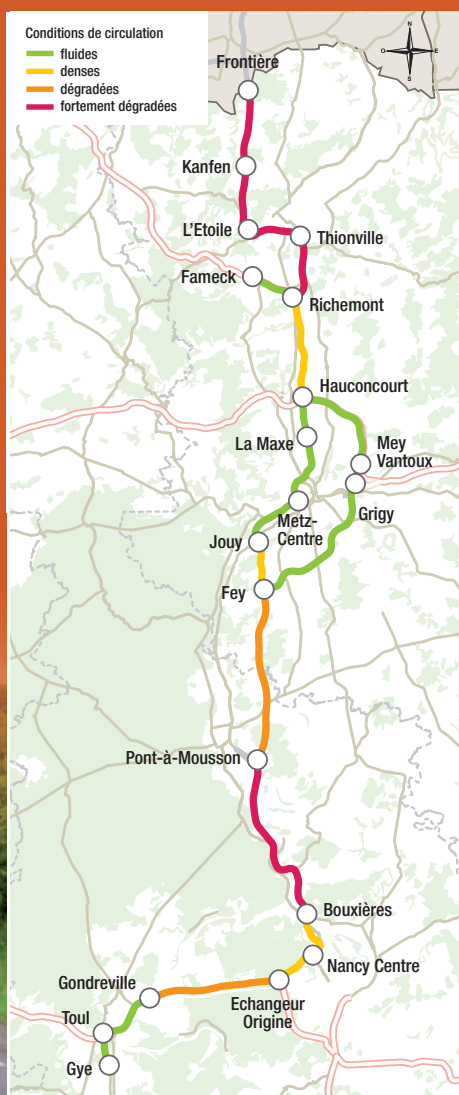 Conditions de circulation
fluides
denses
dégradées
fortement dégradées
N
O
E
S
Frontière
Kanfen
L'Etoile
Thionville
Fameck
Richemont
Hauconcourt
La Maxe
Mey
Vantoux
Metz-
Centre
Grigy
Jouy
Fey
Pont-à-Mousson
Bouxières
Nancy Centre
Gondreville
Echangeur
Origine
Toul
Gye